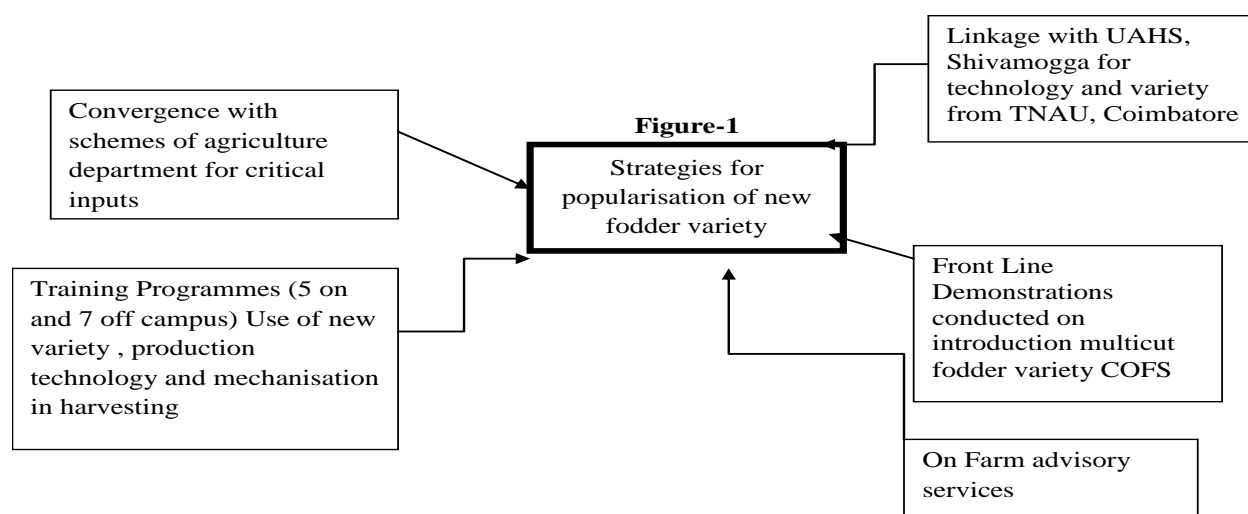 Linkage with UAHS,
Shivamogga for
technology and variety
from TNAU, Coimbatore
Convergence with
schemes of agriculture
department for critical
inputs
Figure-1
Strategies for
popularisation of new
fodder variety
Training Programmes (5 on
and 7 off campus) Use of new
variety , production
technology and mechanisation
in harvesting
Front Line
Demonstrations
conducted on
introduction multicut
fodder variety COFS
On Farm advisory
services